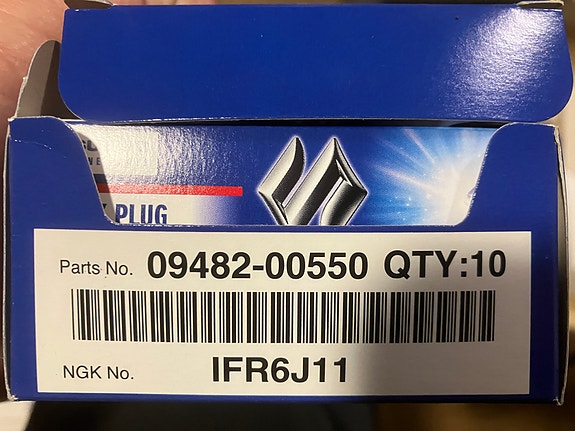 PLUG
Parts No. 09482-00550 QTY:10
NGK No. IFR6J11